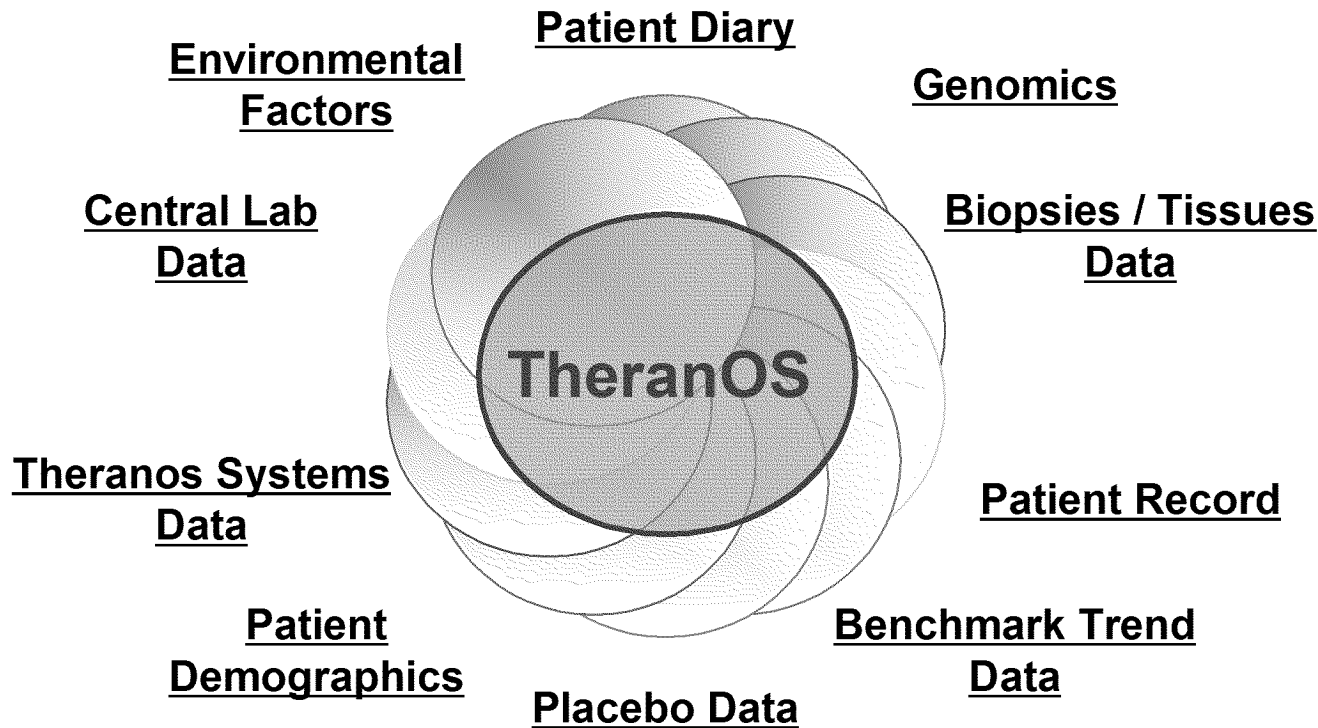 Patient Diary
Environmental
Factors
Genomics
Central Lab
Data
Biopsies / Tissues
Data
TheranOS
Theranos Systems
Data
Patient Record
Patient
Demographics
Benchmark Trend
Data
Placebo Data